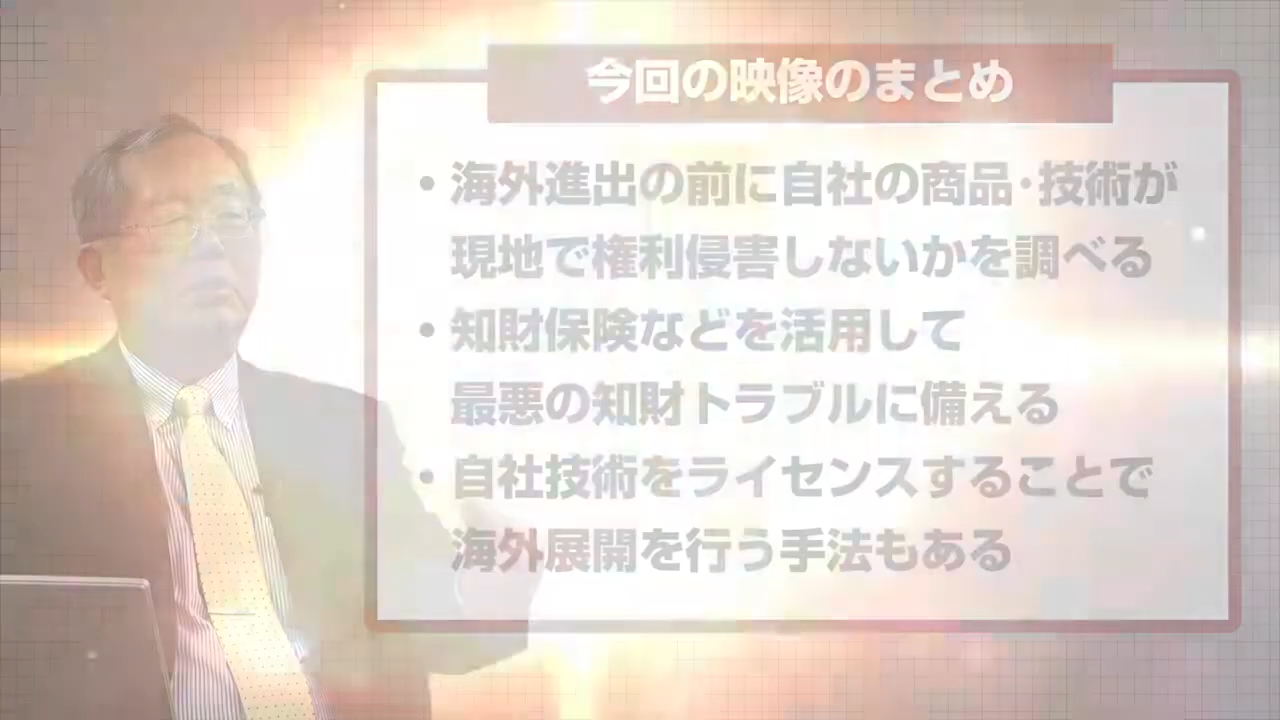 今回の映像のまとめ
・海外進出の前に自社の商品・技術が
現地で権利侵害しないかを調べる
・知財保険などを活用して
最悪の知財トラブルに備える
・自社技術をライセンスすることで
海外展開を行う手法もある